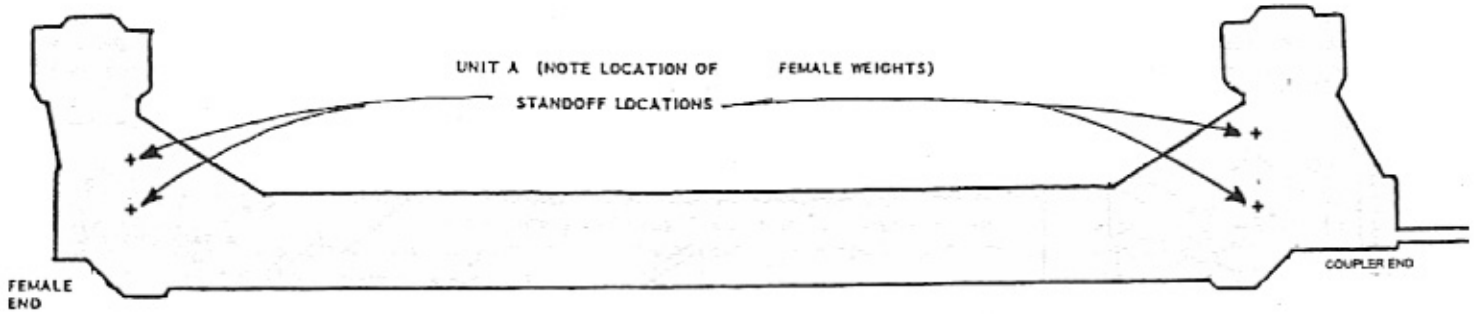 UNIT A (NOTE LOCATION OF FEMALE WEIGHTS)
STANDOFF LOCATIONS
FEMALE
END
COUPLER END